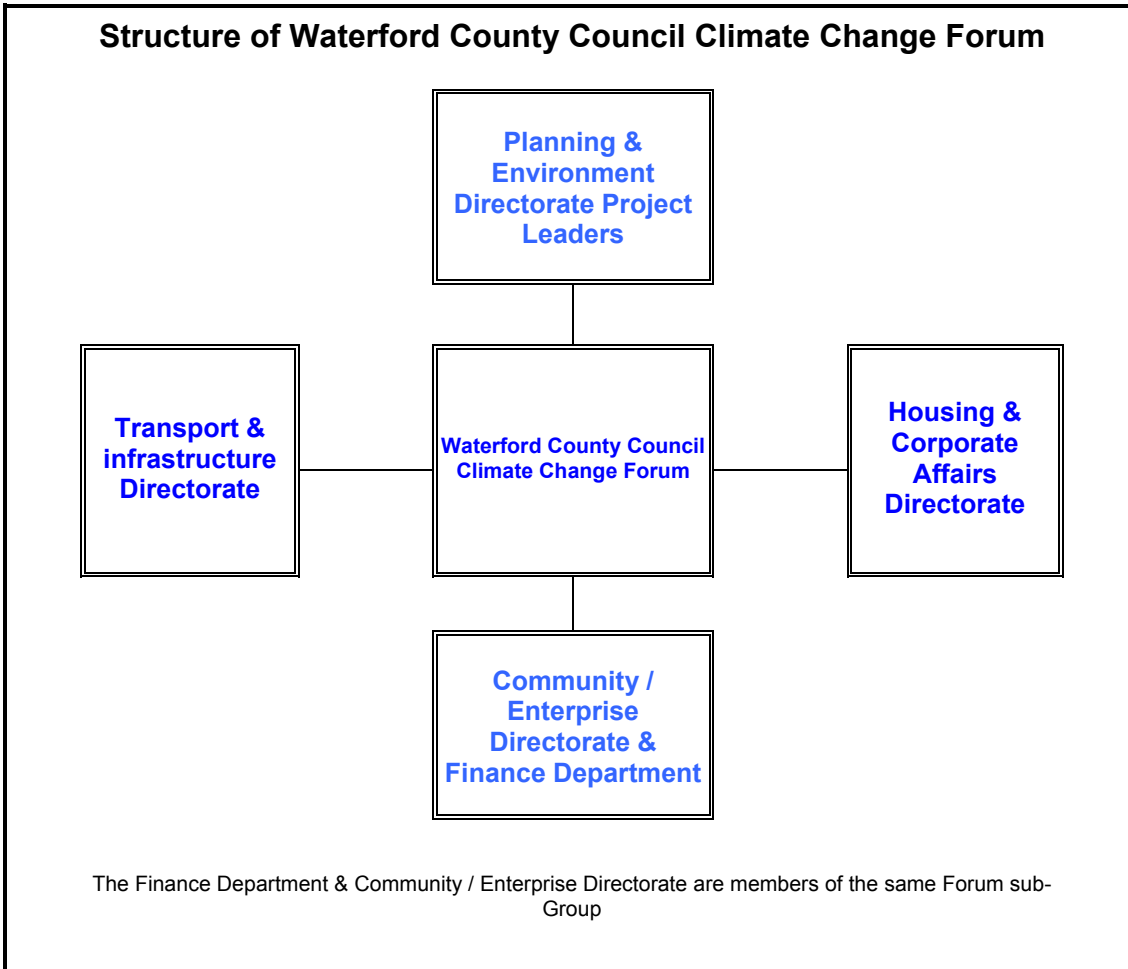 Structure of Waterford County Council Climate Change Forum
Planning &
Environment
Directorate Project
Leaders
Transport &
infrastructure
Directorate
Waterford County Council
Climate Change Forum
Housing &
Corporate
Affairs
Directorate
Community /
Enterprise
Directorate &
Finance Department
The Finance Department & Community / Enterprise Directorate are members of the same Forum sub-
Group